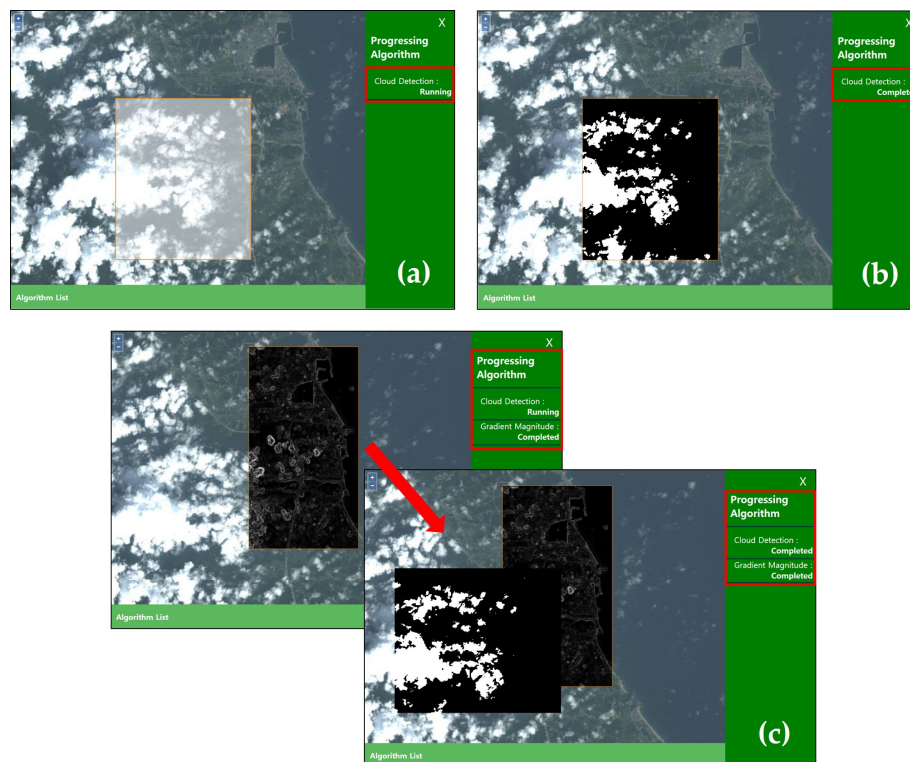 X
Progressing
Algorithm
Cloud Detection :
Running
(a)
Algorithm List
X
Progressing
Algorithm
Cloud Detection :
Complete
(b)
Algorithm List
X
Progressing
Algorithm
Cloud Detection :
Running
Gradient Magnitude :
Completed
Algorithm List
X
Progressing
Algorithm
Cloud Detection :
Completed
Gradient Magnitude :
Completed
(c)
Algorithm List